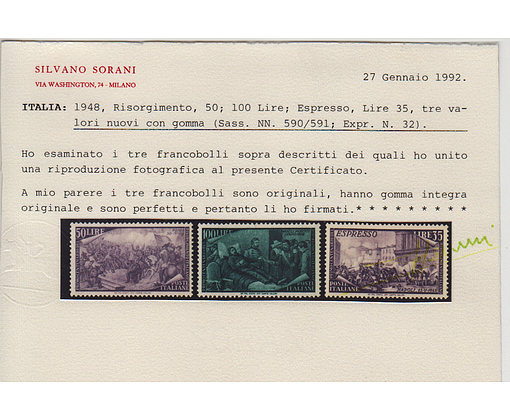 SILVANO SORANI
VIA WASHINGTON, 74 - MILANO
27 Gennaio 1992.
ITALIA: 1948, Risorgimento, 50; 100 Lire; Espresso, Lire 35, tre va-
lori nuovi con gomma (Sass. NN. 590/591; Expr. N. 32).
Ho esaminato i tre francobolli sopra descritti dei quali ho unito
una riproduzione fotografica al presente Certificato.
A mio parere i tre francobolli sono originali, hanno gomma integra
originale e sono perfetti e pertanto li ho firmati.* * * * * * * * *
50 LIRE
POSTE
ITALIANE
100 LIRE
POSTE
ITALIANE
ESPRESSO LIRE 35
POSTE
ITALIANE